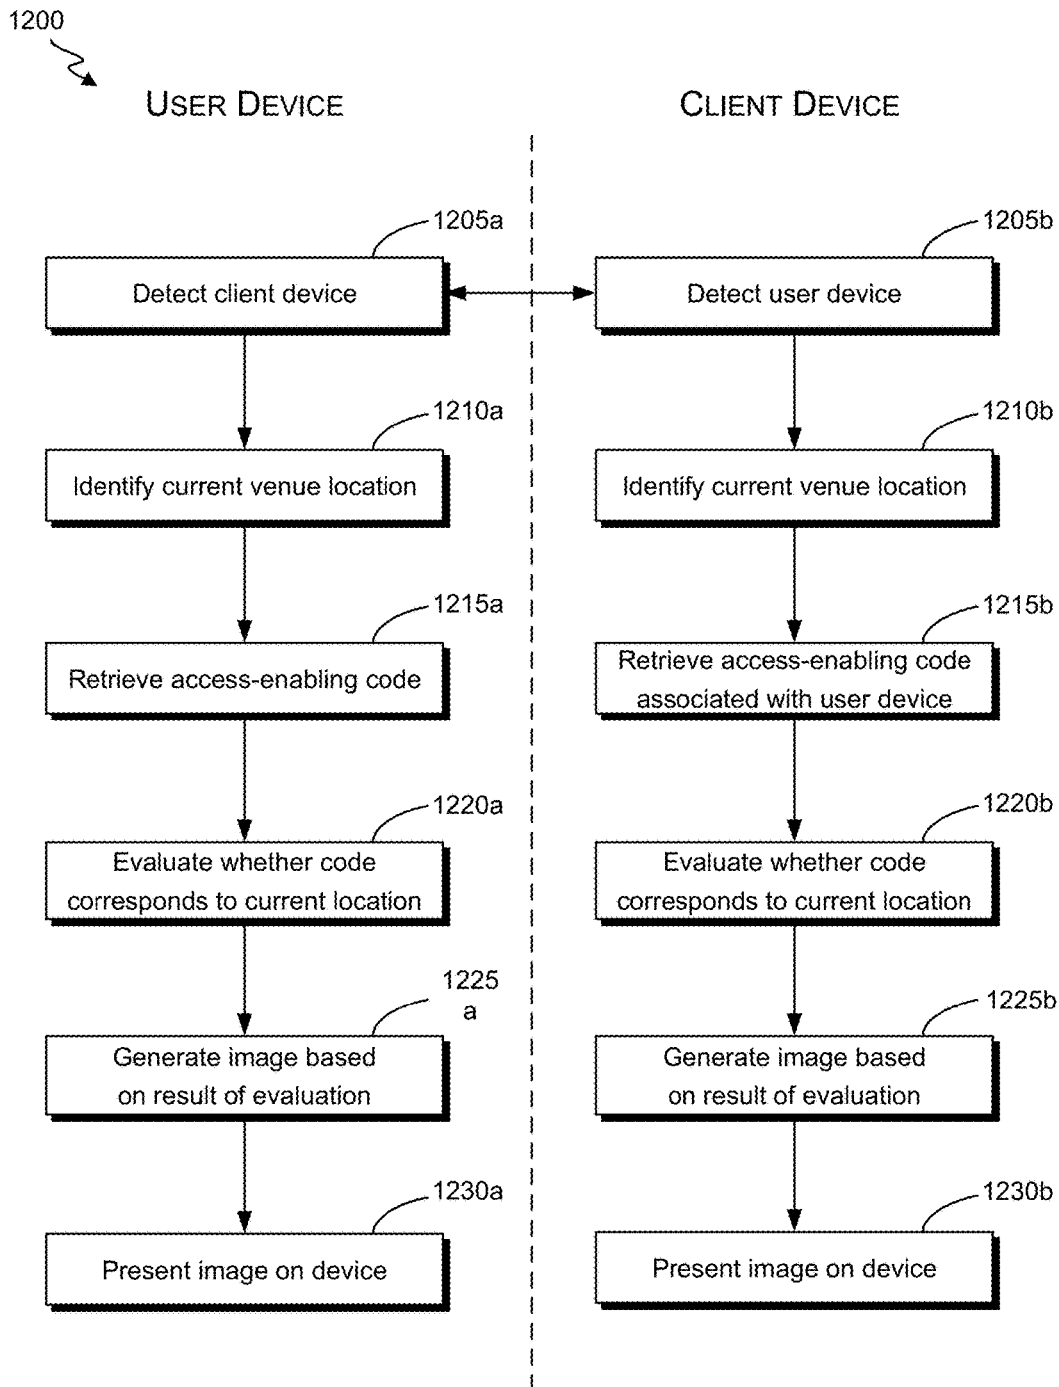 1200
USER DEVICE
CLIENT DEVICE
1205a
1205b
Detect client device
Detect user device
1210a
1210b
Identify current venue location
Identify current venue location
1215a
1215b
Retrieve access-enabling code
Retrieve access-enabling code
associated with user device
1220a
1220b
Evaluate whether code
corresponds to current location
Evaluate whether code
corresponds to current location
1225
a
1225b
Generate image based
on result of evaluation
Generate image based
on result of evaluation
1230a
1230b
Present image on device
Present image on device